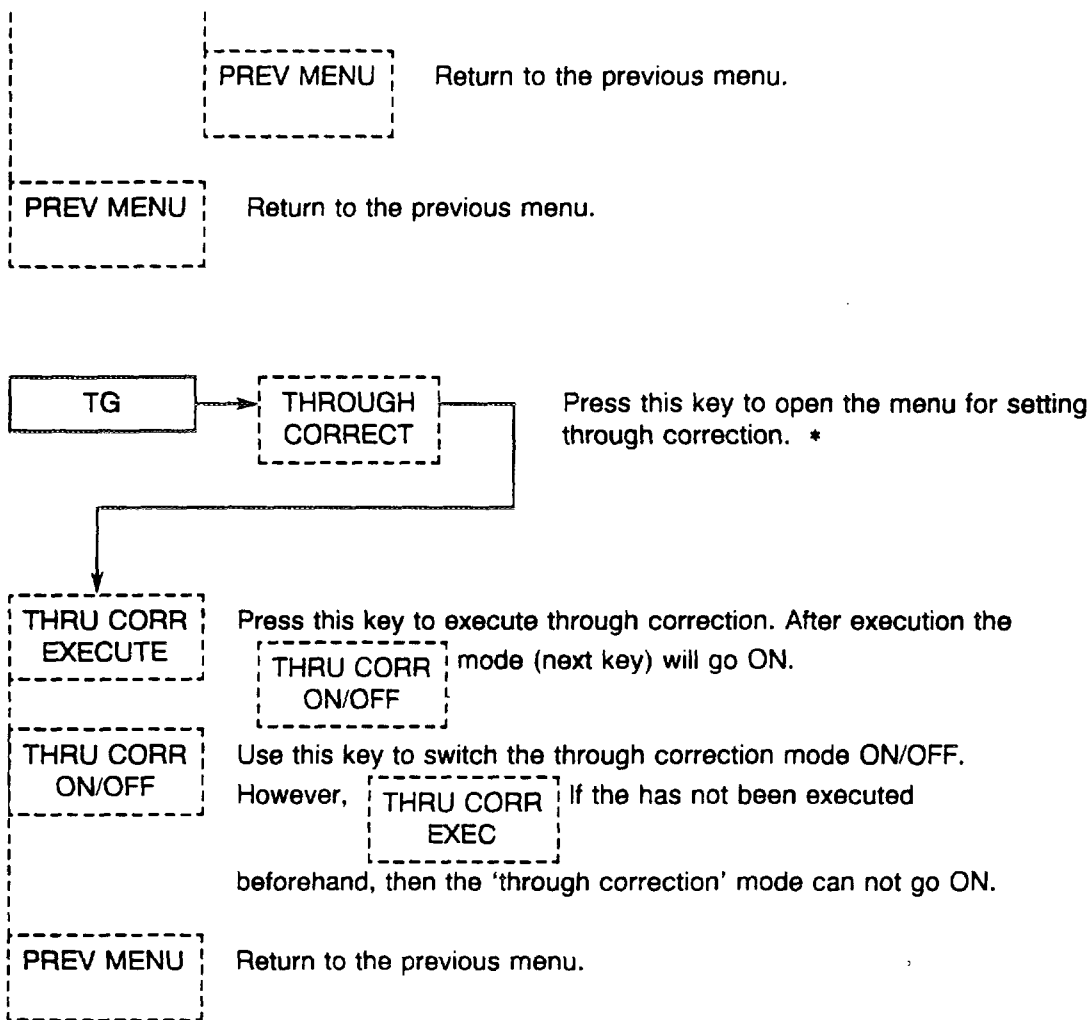 PREV MENU Return to the previous menu.
PREV MENU Return to the previous menu.
TG THROUGH CORRECT Press this key to open the menu for setting
through correction. *
THRU CORR EXECUTE Press this key to execute through correction. After execution the
THRU CORR ON/OFF mode (next key) will go ON.
THRU CORR ON/OFF Use this key to switch the through correction mode ON/OFF.
However, THRU CORR EXEC If the has not been executed
beforehand, then the ‘through correction’ mode can not go ON.
PREV MENU Return to the previous menu.